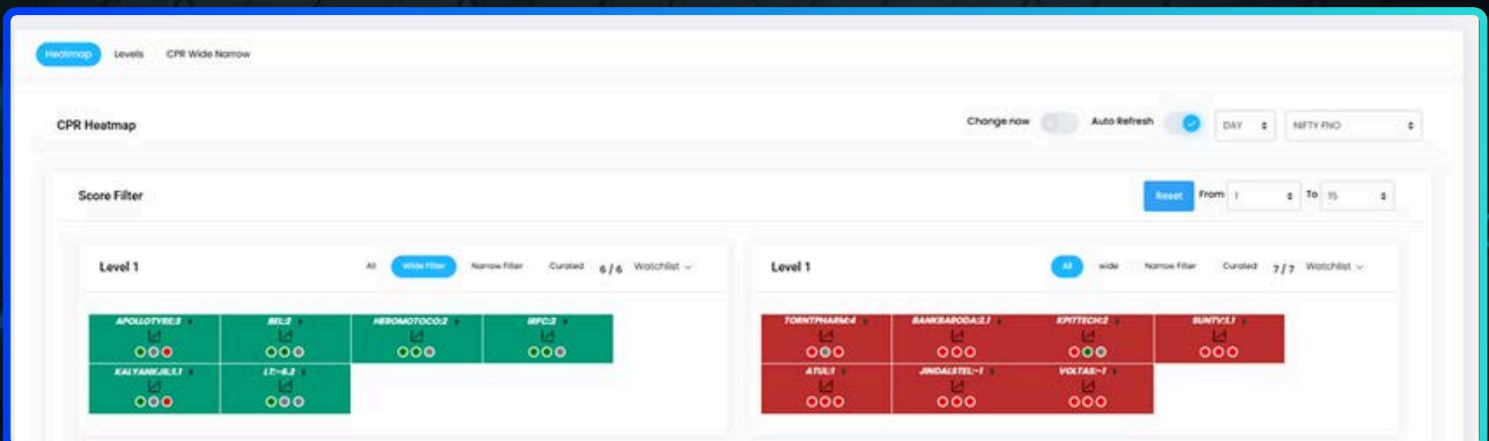 Heatmap Levels CPR Wide Narrow
CPR Heatmap
Change now Auto Refresh DAY NIFTY FNO
Score Filter
Reset From 1 To 15
Level 1
All Wide Filter Narrow Filter Curated 6/6 Watchlist
APOLLOTYRE:3 BEL:2 HEROMOTOCO:2 IRFC:2
KALYANKJIL:1.1 LT:-6.2
Level 1
All wide Narrow Filter Curated 7/7 Watchlist
TORNTPHARM:4 BANKBARODA:2.1 KPITTECH:2 SUNTV:1.1
ATUL:1 JINDALSTEL:-1 VOLTAS:-1